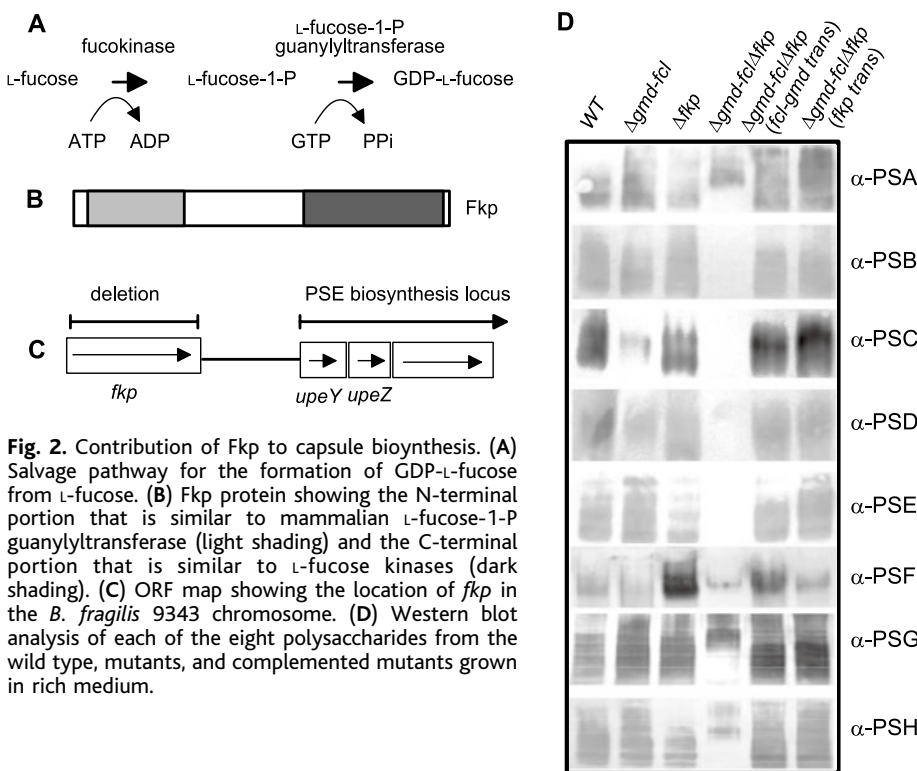 A
fucokinase
L-fucose-1-P
guanylyltransferase
L-fucose
L-fucose-1-P
GDP-L-fucose
ATP
ADP
GTP
PPi
B
Fkp
deletion
PSE biosynthesis locus
C
fkp
upeY
upeZ
Fig. 2. Contribution of Fkp to capsule bioynthesis. (A)
Salvage pathway for the formation of GDP-L-fucose
from L-fucose. (B) Fkp protein showing the N-terminal
portion that is similar to mammalian L-fucose-1-P
guanylyltransferase (light shading) and the C-terminal
portion that is similar to L-fucose kinases (dark
shading). (C) ORF map showing the location of fkp in
the B. fragilis 9343 chromosome. (D) Western blot
analysis of each of the eight polysaccharides from the
wild type, mutants, and complemented mutants grown
in rich medium.
D
WT
Δgmd-fcl
Δfkp
Δgmd-fcl/Δfkp
Δgmd-fcl/Δfkp
(fcl-gmd trans)
Δgmd-fcl/Δfkp
(fkp trans)
α-PSA
α-PSB
α-PSC
α-PSD
α-PSE
α-PSF
α-PSG
α-PSH